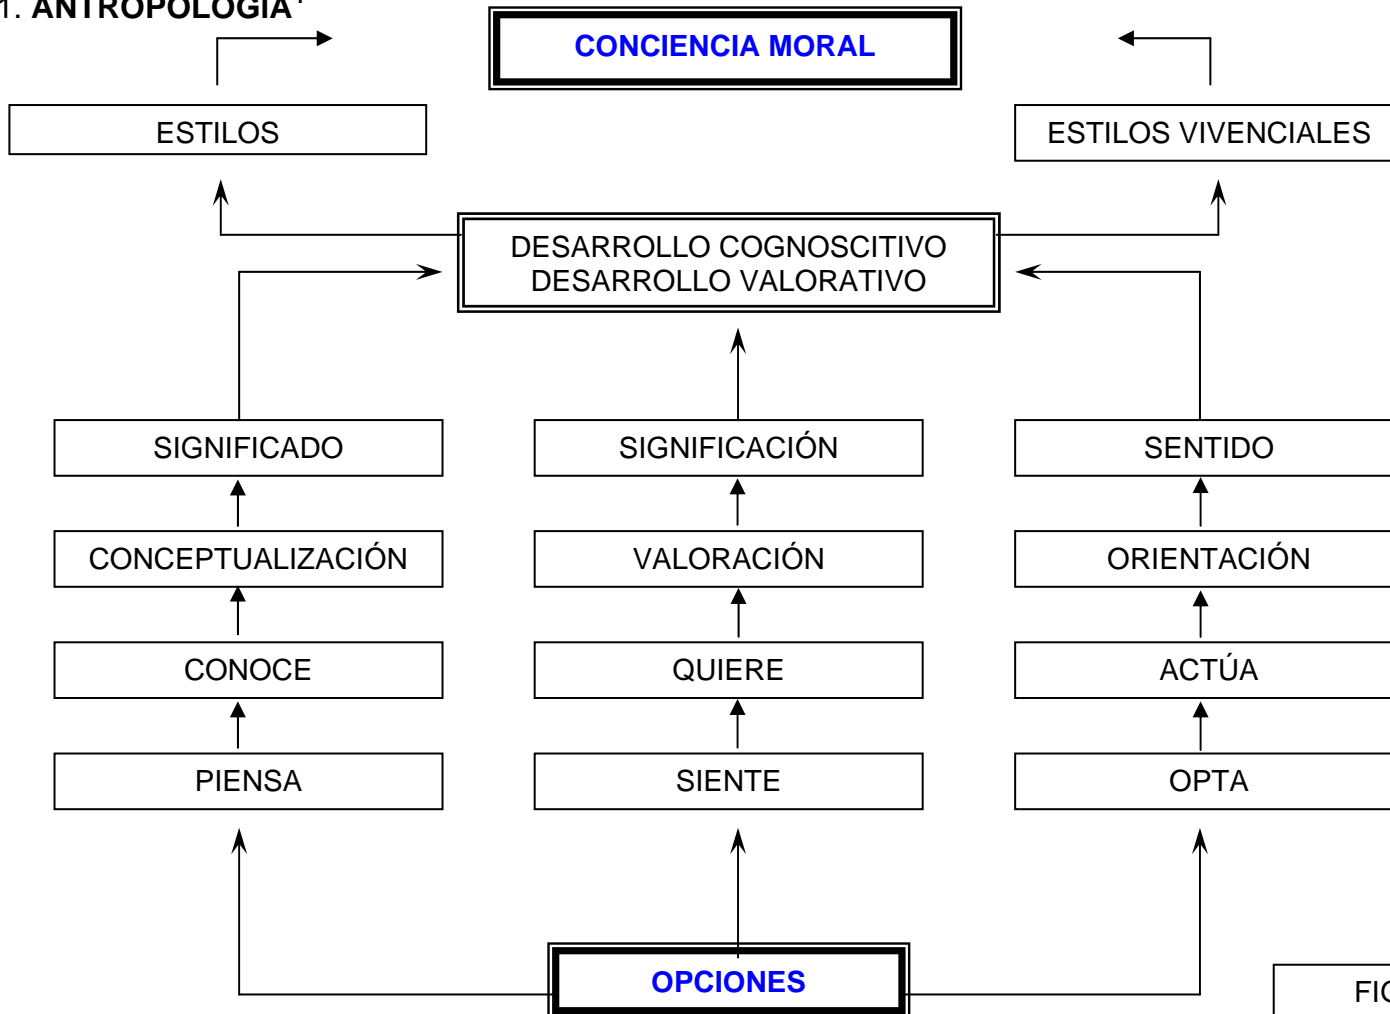 1. ANTROPOLOGÍA
CONCIENCIA MORAL
ESTILOS
ESTILOS VIVENCIALES
DESARROLLO COGNOSCITIVO
DESARROLLO VALORATIVO
SIGNIFICADO
SIGNIFICACIÓN
SENTIDO
CONCEPTUALIZACIÓN
VALORACIÓN
ORIENTACIÓN
CONOCE
QUIERE
ACTÚA
PIENSA
SIENTE
OPTA
OPCIONES